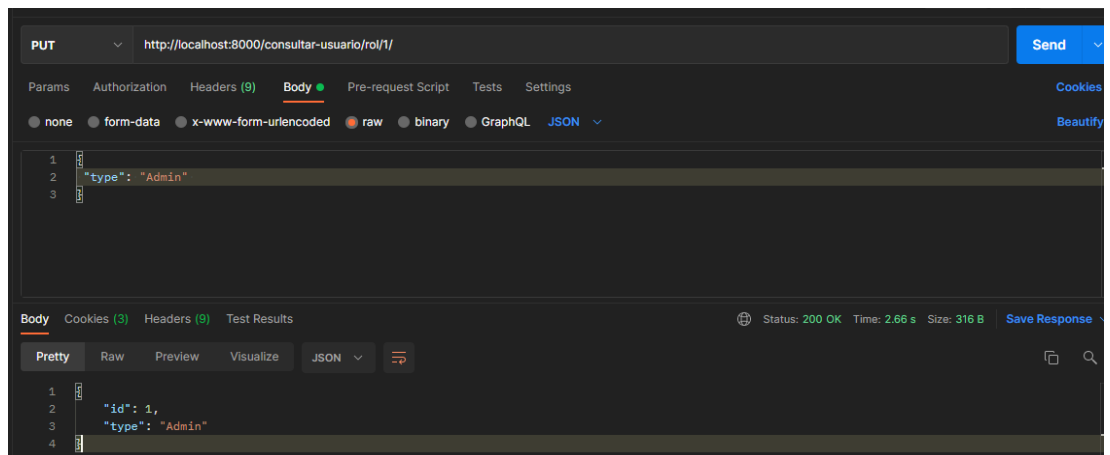 PUT http://localhost:8000/consultar-usuario/rol/1/ Send
Params Authorization Headers (9) Body Pre-request Script Tests Settings Cookies
none form-data x-www-form-urlencoded raw binary GraphQL JSON Beautify
1 {
2 "type": "Admin"
3 }
Body Cookies (3) Headers (9) Test Results Status: 200 OK Time: 2.66 s Size: 316 B Save Response
Pretty Raw Preview Visualize JSON
1 {
2 "id": 1,
3 "type": "Admin"
4 }